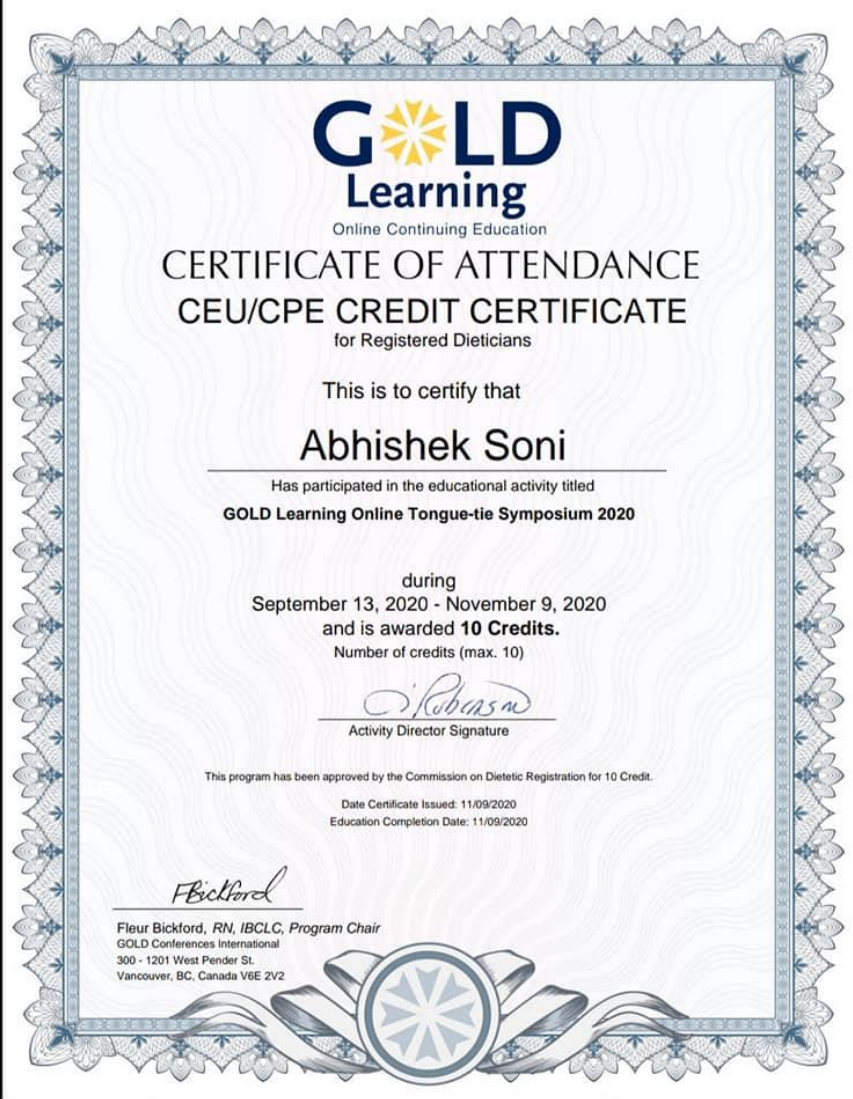 GOLD
Learning
Online Continuing Education
CERTIFICATE OF ATTENDANCE
CEU/CPE CREDIT CERTIFICATE
for Registered Dieticians
This is to certify that
Abhishek Soni
Has participated in the educational activity titled
GOLD Learning Online Tongue-tie Symposium 2020
during
September 13, 2020 - November 9, 2020
and is awarded 10 Credits.
Number of credits (max. 10)
Activity Director Signature
This program has been approved by the Commission on Dietetic Registration for 10 Credit.
Date Certificate Issued: 11/09/2020
Education Completion Date: 11/09/2020
FBickford
Fleur Bickford, RN, IBCLC, Program Chair
GOLD Conferences International
300 - 1201 West Pender St.
Vancouver, BC, Canada V6E 2V2